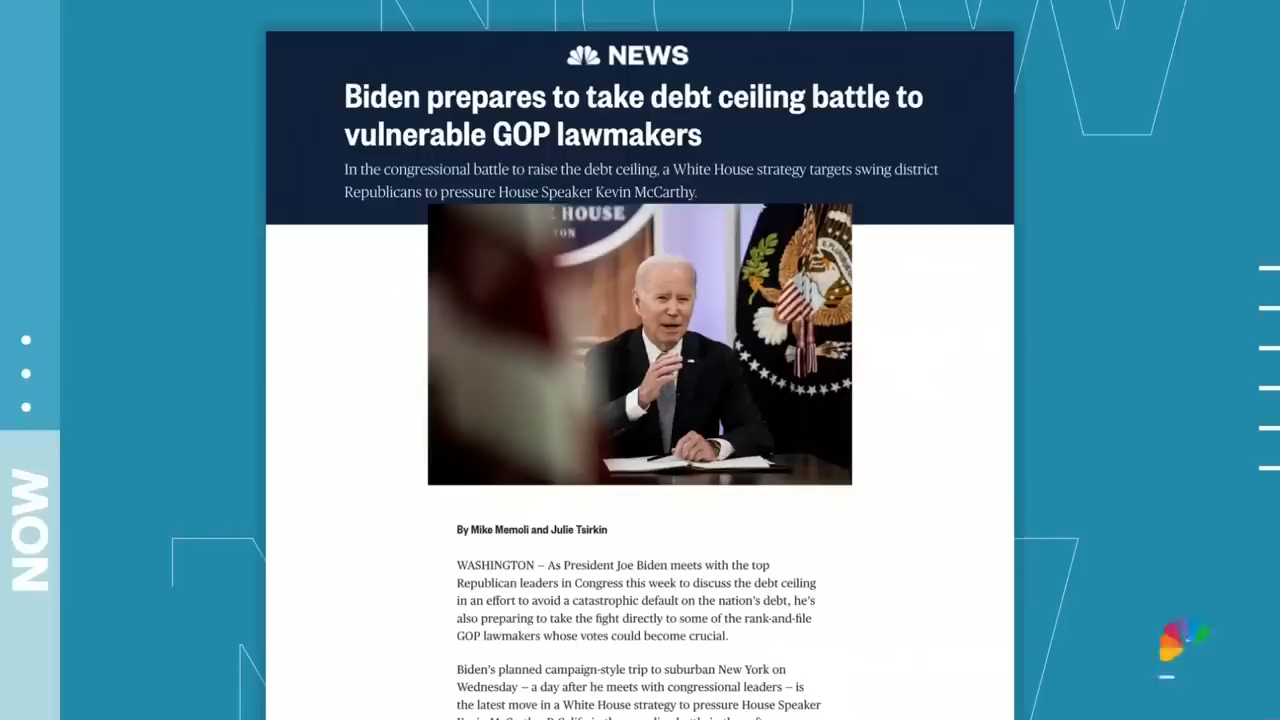 NEWS
Biden prepares to take debt ceiling battle to
vulnerable GOP lawmakers
In the congressional battle to raise the debt ceiling, a White House strategy targets swing district
Republicans to pressure House Speaker Kevin McCarthy.
HOUSE
By Mike Memoli and Julie Tsirkin
WASHINGTON — As President Joe Biden meets with the top
Republican leaders in Congress this week to discuss the debt ceiling
in an effort to avoid a catastrophic default on the nation's debt, he's
also preparing to take the fight directly to some of the rank-and-file
GOP lawmakers whose votes could become crucial.
Biden's planned campaign-style trip to suburban New York on
Wednesday — a day after he meets with congressional leaders — is
the latest move in a White House strategy to pressure House Speaker
NOW